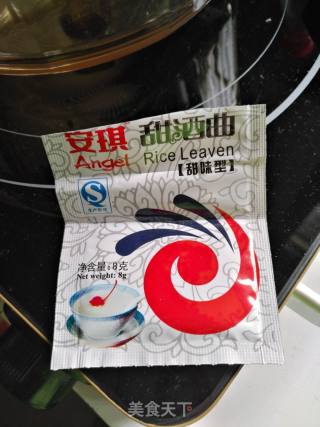 安琪 甜酒曲
Angel Rice Leaven
【甜味型】
净含量:8克
Net weight: 8g
美食天下